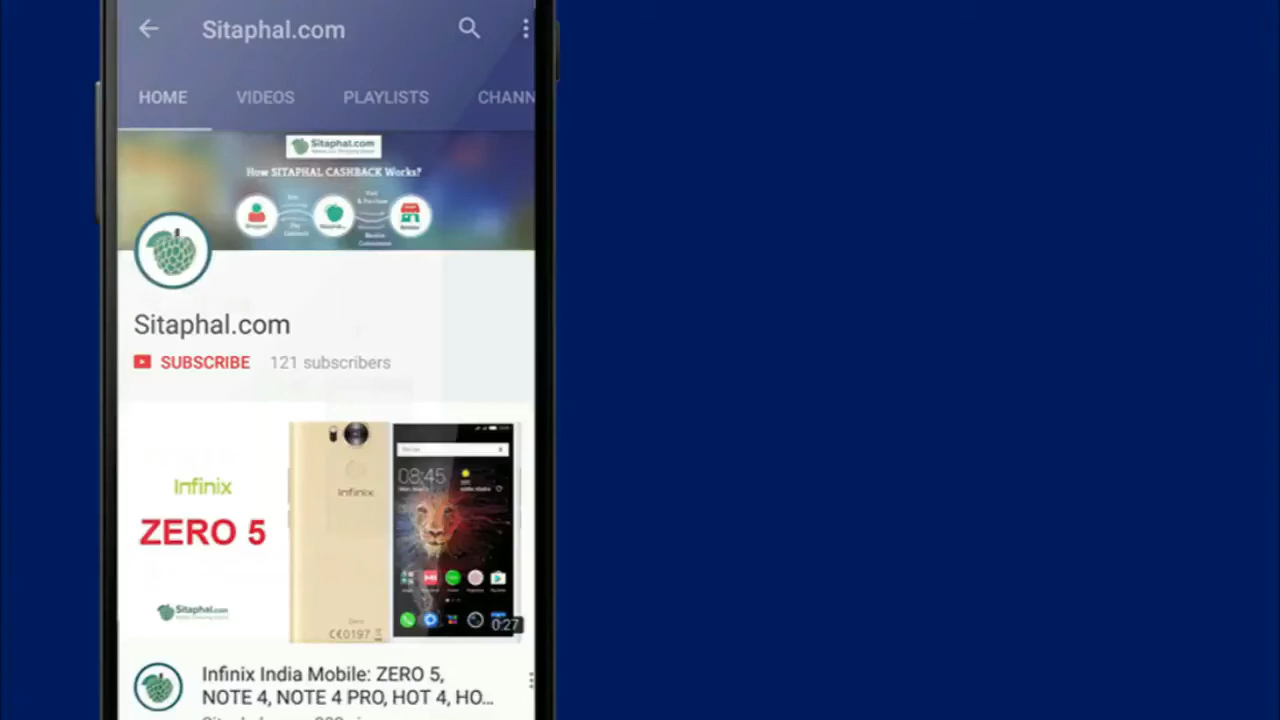 Sitaphal.com
HOME VIDEOS PLAYLISTS CHANN
Sitaphal.com
How SITAPHAL CASHBACK Works?
Sitaphal.com
SUBSCRIBE 121 subscribers
Infinix
ZERO 5
Sitaphal.com
Infinix
CE0197
08:45
0:27
Infinix India Mobile: ZERO 5,
NOTE 4, NOTE 4 PRO, HOT 4, HO...